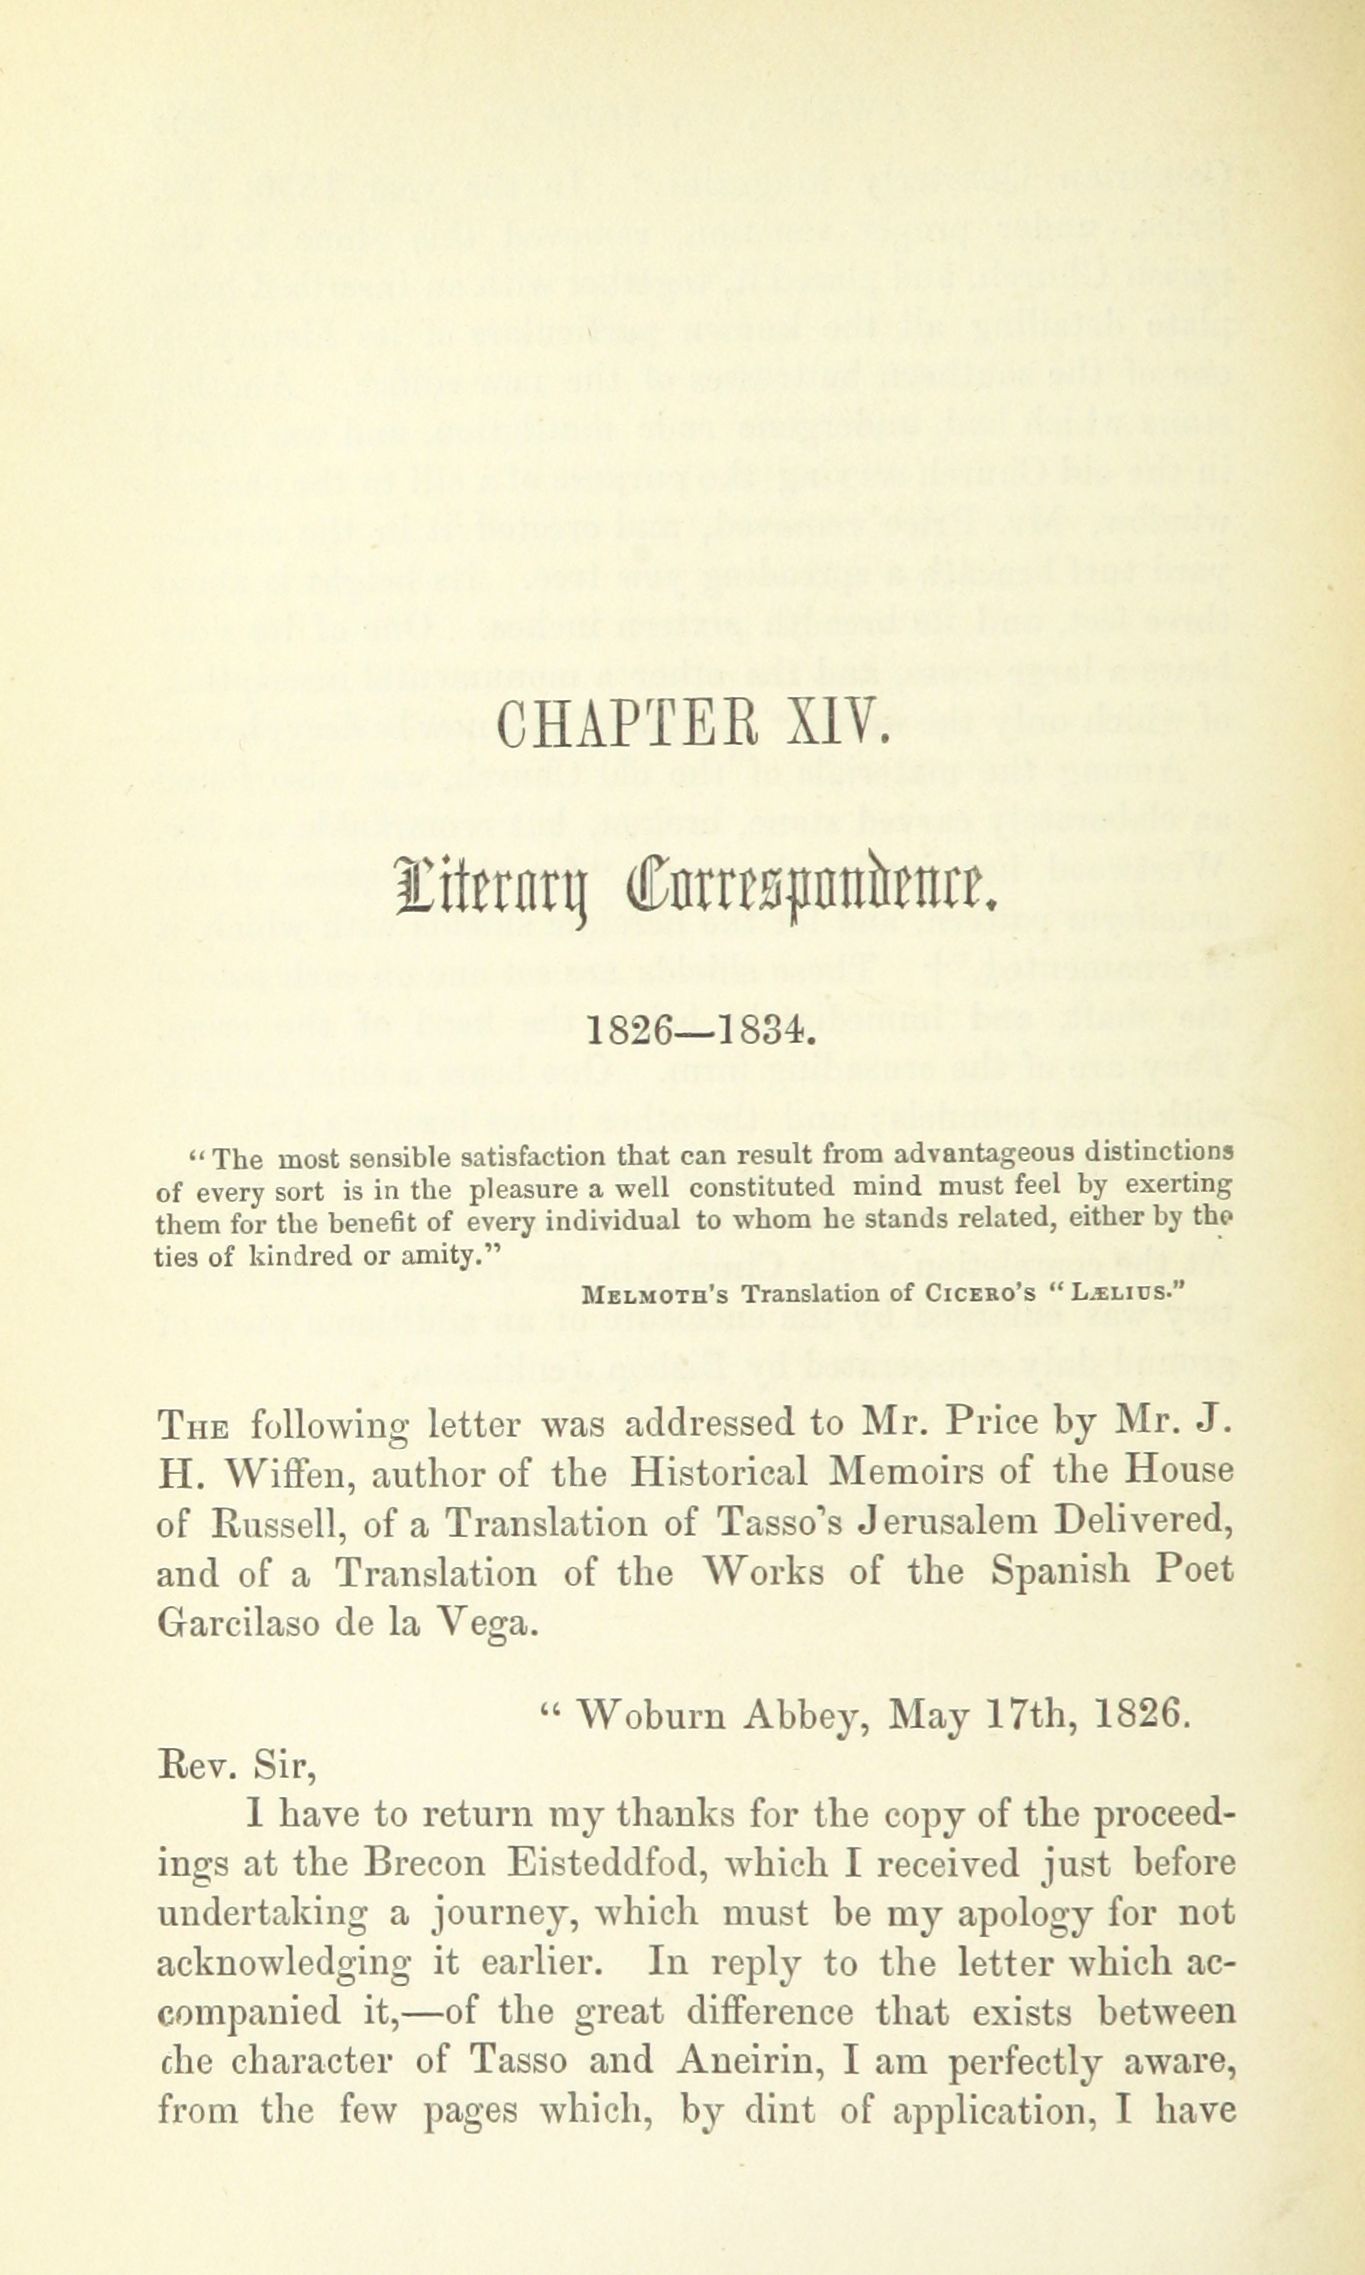 CHAPTER XIV.
Literary Correspondence.
1826—1834.
“The most sensible satisfaction that can result from advantageous distinctions
of every sort is in the pleasure a well constituted mind must feel by exerting
them for the benefit of every individual to whom he stands related, either by the
ties of kindred or amity.”
MELMOTH'S Translation of CICERO'S “LÆLIUS.”
THE following letter was addressed to Mr. Price by Mr. J.
H. Wiffen, author of the Historical Memoirs of the House
of Russell, of a Translation of Tasso's Jerusalem Delivered,
and of a Translation of the Works of the Spanish Poet
Garcilaso de la Vega.
“ Woburn Abbey, May 17th, 1826.
Rev. Sir,
I have to return my thanks for the copy of the proceed-
ings at the Brecon Eisteddfod, which I received just before
undertaking a journey, which must be my apology for not
acknowledging it earlier. In reply to the letter which ac-
companied it,—of the great difference that exists between
the character of Tasso and Aneirin, I am perfectly aware,
from the few pages which, by dint of application, I have